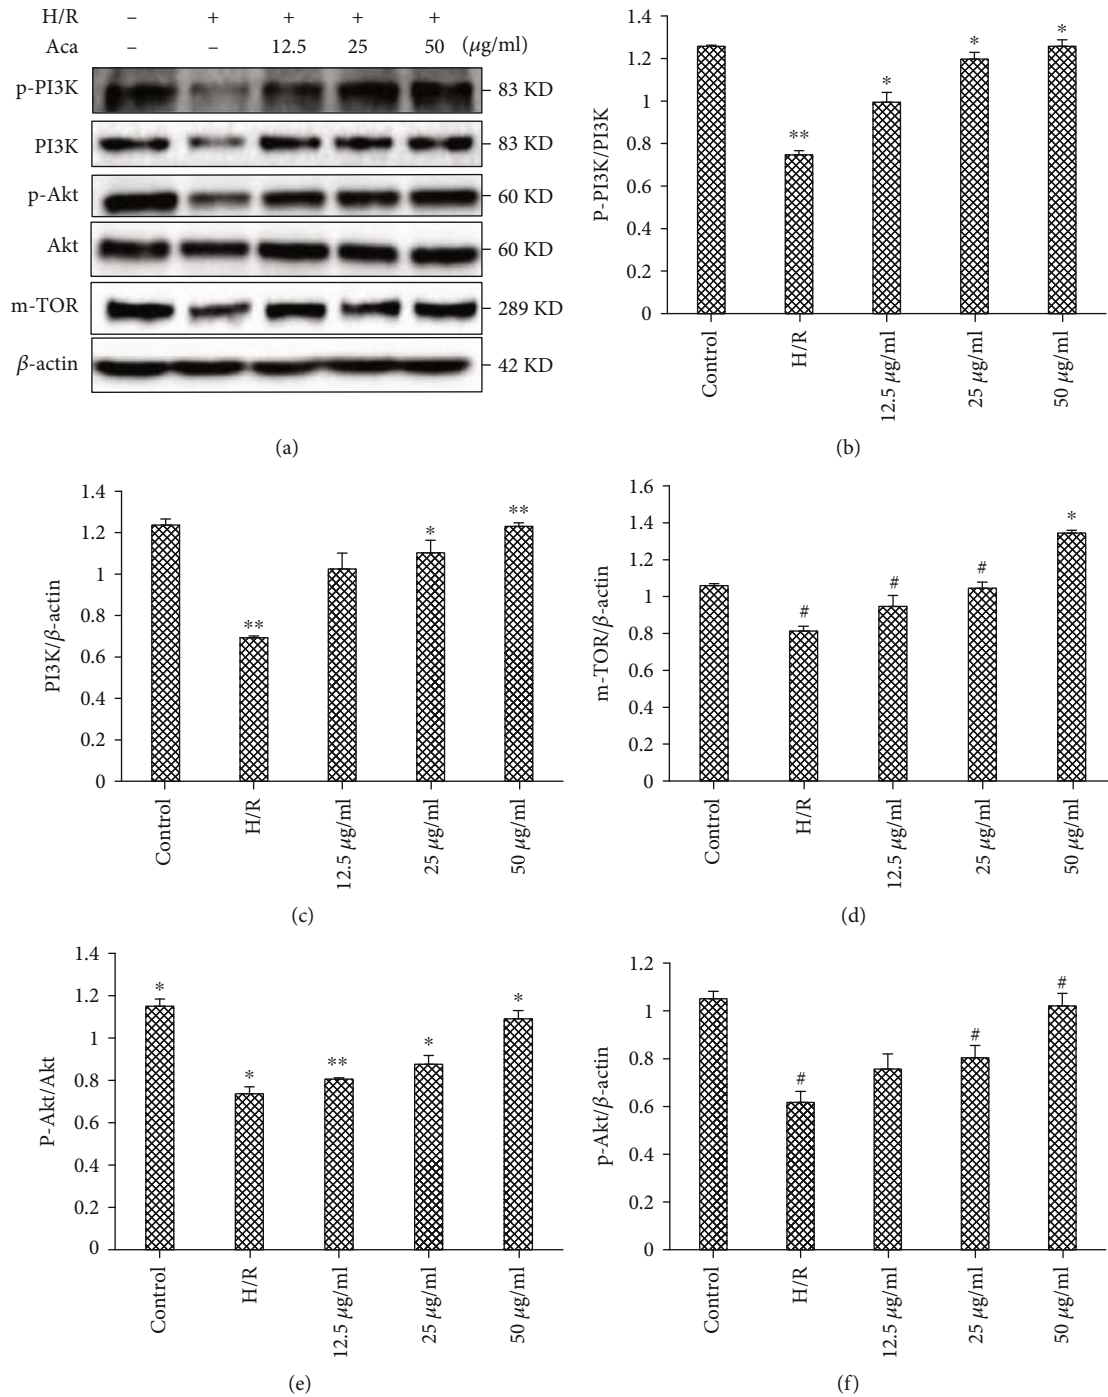 H/R – + + + +
Aca – – 12.5 25 50 (μg/ml)
p-PI3K 83 KD
PI3K 83 KD
p-Akt 60 KD
Akt 60 KD
m-TOR 289 KD
β-actin 42 KD
(a)
P-PI3K/PI3K
1.4
1.2
1
0.8
0.6
0.4
0.2
0
** * * *
Control H/R 12.5 μg/ml 25 μg/ml 50 μg/ml
(b)
PI3K/β-actin
1.4
1.2
1
0.8
0.6
0.4
0.2
0
** * **
Control H/R 12.5 μg/ml 25 μg/ml 50 μg/ml
(c)
m-TOR/β-actin
1.6
1.4
1.2
1
0.8
0.6
0.4
0.2
0
# # # *
Control H/R 12.5 μg/ml 25 μg/ml 50 μg/ml
(d)
P-Akt/Akt
1.4
1.2
1
0.8
0.6
0.4
0.2
0
* * ** * *
Control H/R 12.5 μg/ml 25 μg/ml 50 μg/ml
(e)
p-Akt/β-actin
1.2
1
0.8
0.6
0.4
0.2
0
# # #
Control H/R 12.5 μg/ml 25 μg/ml 50 μg/ml
(f)